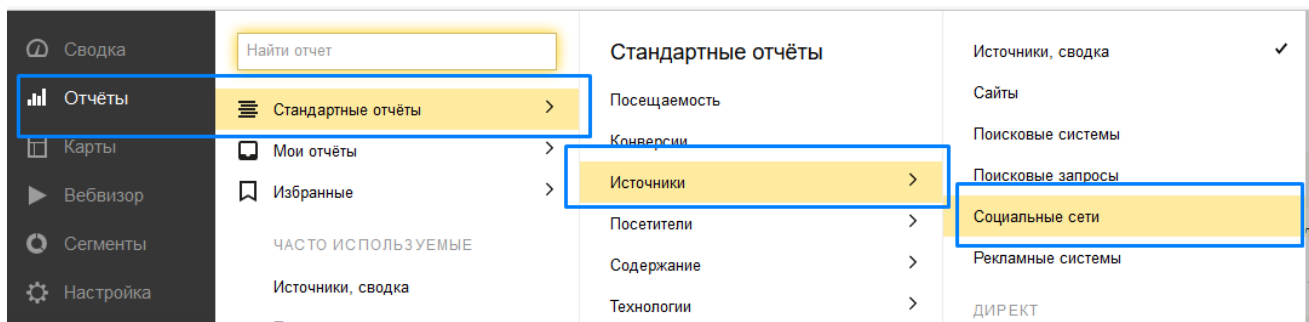 Сводка
Отчёты
Карты
Вебвизор
Сегменты
Настройка
Найти отчет
Стандартные отчёты
Мои отчёты
Избранные
ЧАСТО ИСПОЛЬЗУЕМЫЕ
Источники, сводка
Стандартные отчёты
Посещаемость
Конверсии
Источники
Посетители
Содержание
Технологии
Источники, сводка
Сайты
Поисковые системы
Поисковые запросы
Социальные сети
Рекламные системы
ДИРЕКТ